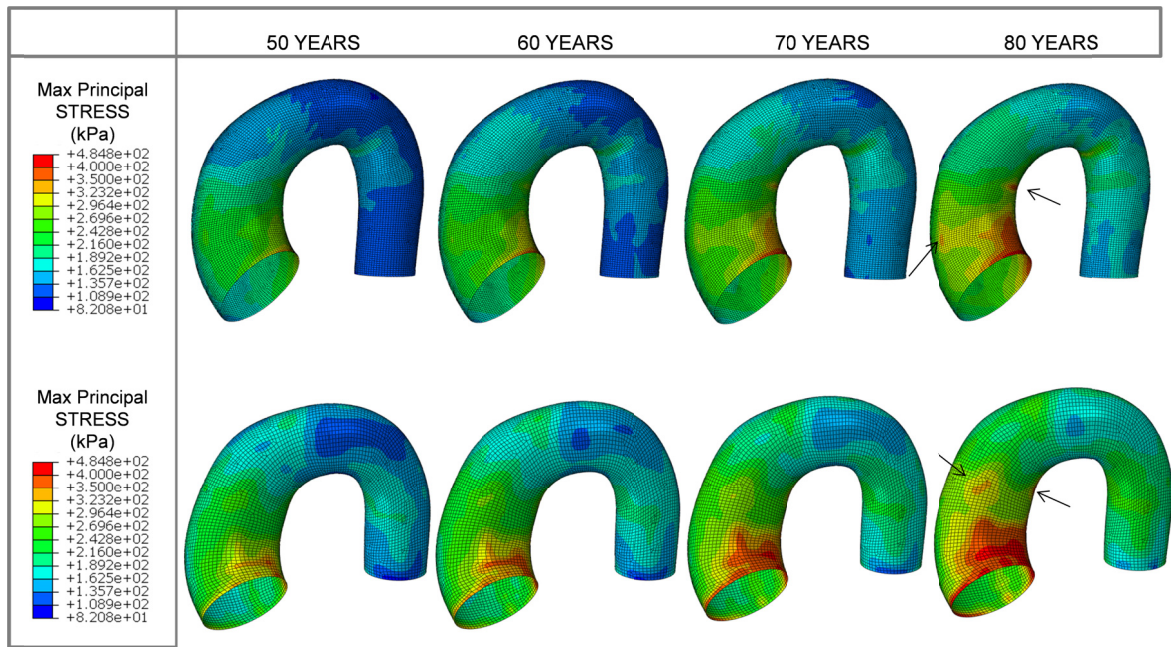 50 YEARS 60 YEARS 70 YEARS 80 YEARS
Max Principal
STRESS
(kPa)
+4.848e+02
+4.000e+02
+3.500e+02
+3.232e+02
+2.964e+02
+2.696e+02
+2.428e+02
+2.160e+02
+1.892e+02
+1.625e+02
+1.357e+02
+1.089e+02
+8.208e+01
Max Principal
STRESS
(kPa)
+4.848e+02
+4.000e+02
+3.500e+02
+3.232e+02
+2.964e+02
+2.696e+02
+2.428e+02
+2.160e+02
+1.892e+02
+1.625e+02
+1.357e+02
+1.089e+02
+8.208e+01